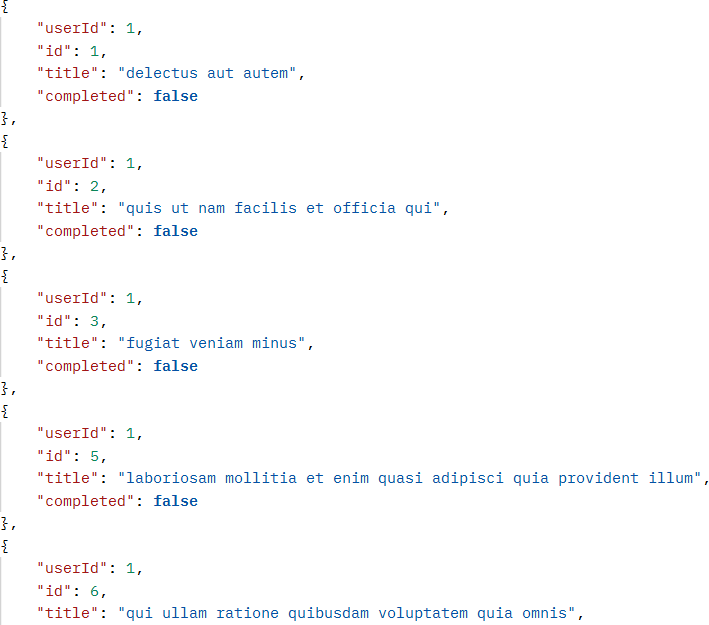 {
    "userId": 1,
    "id": 1,
    "title": "delectus aut autem",
    "completed": false
},
{
    "userId": 1,
    "id": 2,
    "title": "quis ut nam facilis et officia qui",
    "completed": false
},
{
    "userId": 1,
    "id": 3,
    "title": "fugiat veniam minus",
    "completed": false
},
{
    "userId": 1,
    "id": 5,
    "title": "laboriosam mollitia et enim quasi adipisci quia provident illum",
    "completed": false
},
{
    "userId": 1,
    "id": 6,
    "title": "qui ullam ratione quibusdam voluptatem quia omnis",